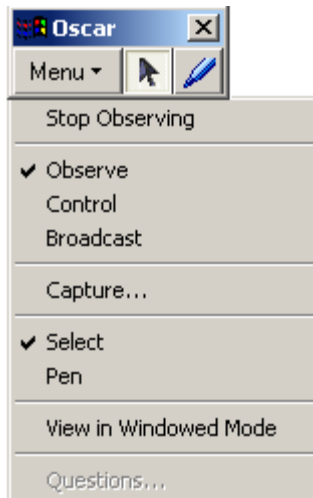 Oscar
Menu
Stop Observing
Observe
Control
Broadcast
Capture...
Select
Pen
View in Windowed Mode
Questions...